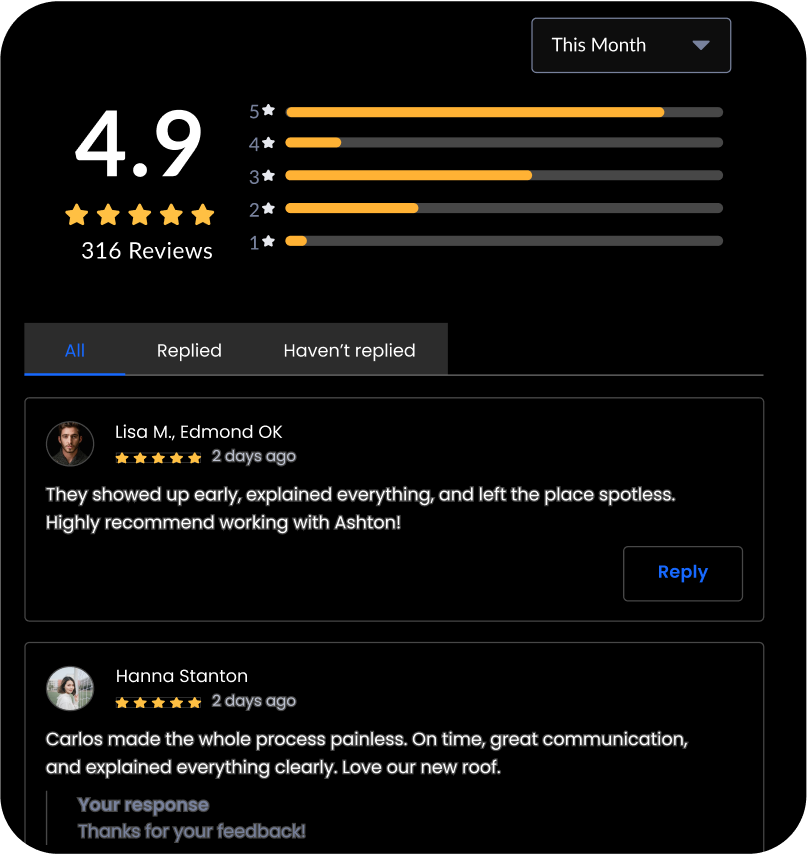 This Month
4.9
316 Reviews
5
4
3
2
1
All
Replied
Haven’t replied
Lisa M., Edmond OK
2 days ago
They showed up early, explained everything, and left the place spotless.
Highly recommend working with Ashton!
Reply
Hanna Stanton
2 days ago
Carlos made the whole process painless. On time, great communication,
and explained everything clearly. Love our new roof.
Your response
Thanks for your feedback!